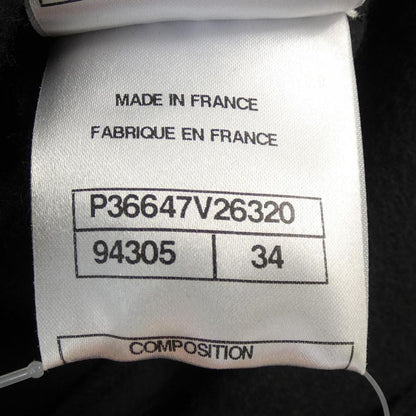 MADE IN FRANCE
FABRIQUE EN FRANCE
P36647V26320
94305 34
COMPOSITION